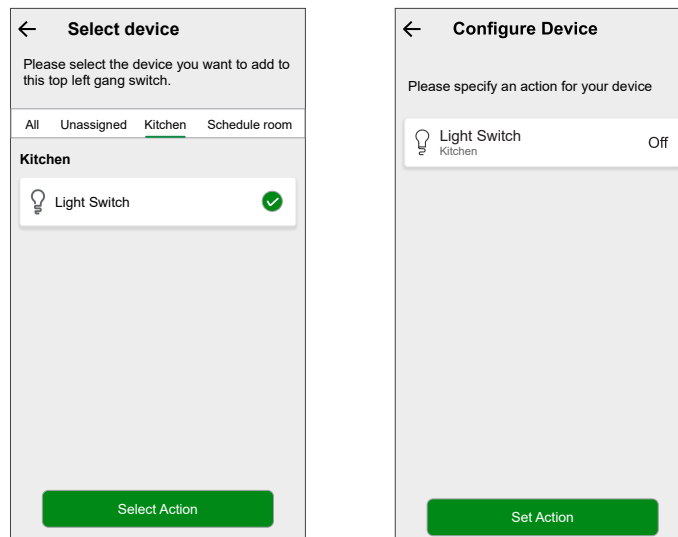 Select device
Please select the device you want to add to
this top left gang switch.
All Unassigned Kitchen Schedule room
Kitchen
Light Switch
Select Action
Configure Device
Please specify an action for your device
Light Switch
Kitchen
Off
Set Action